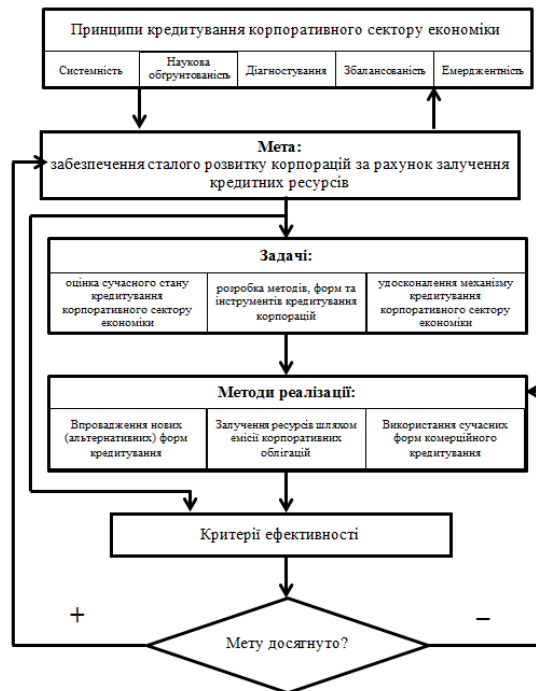 Принципи кредитування корпоративного сектору економіки
Системність
Наукова
обґрунтованість
Діагностування
Збалансованість
Емерджентність
Мета:
забезпечення сталого розвитку корпорацій за рахунок залучення
кредитних ресурсів
Задачі:
оцінка сучасного стану
кредитування
корпоративного сектору
економіки
розробка методів, форм та
інструментів кредитування
корпорацій
удосконалення механізму
кредитування
корпоративного сектору
економіки
Методи реалізації:
Впровадження нових
(альтернативних) форм
кредитування
Залучення ресурсів шляхом
емісії корпоративних
облігацій
Використання сучасних
форм комерційного
кредитування
Критерії ефективності
+
–
Мету досягнуто?